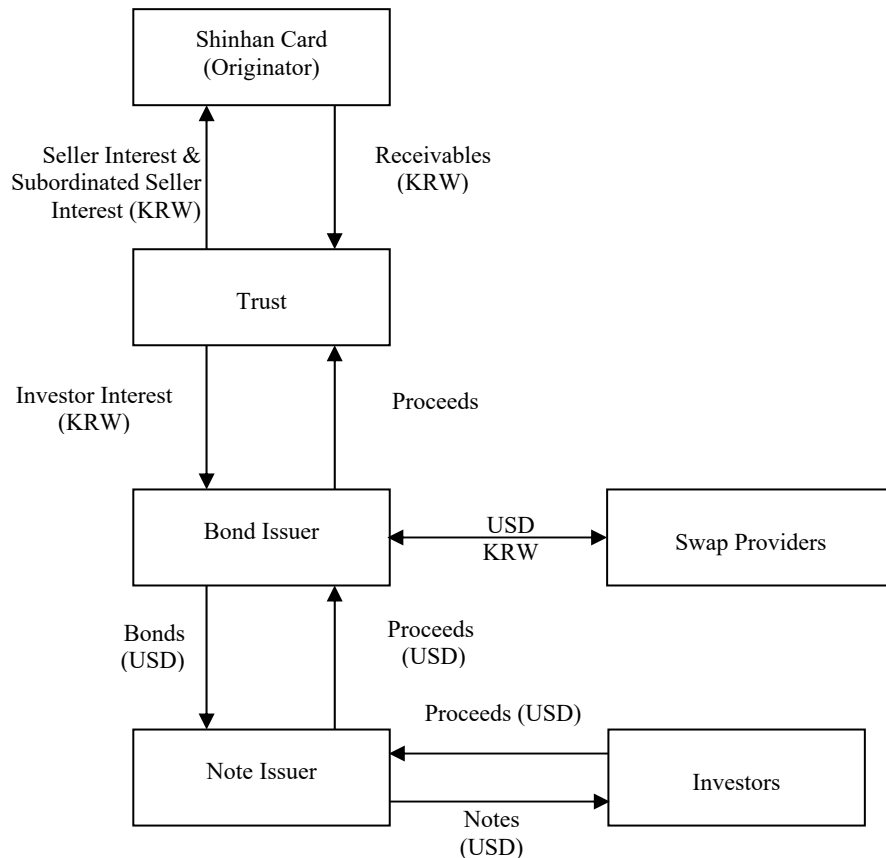 Shinhan Card
(Originator)
Seller Interest &
Subordinated Seller
Interest (KRW)
Receivables
(KRW)
Trust
Investor Interest
(KRW)
Proceeds
Bond Issuer
USD
KRW
Swap Providers
Bonds
(USD)
Proceeds
(USD)
Proceeds (USD)
Note Issuer
Investors
Notes
(USD)